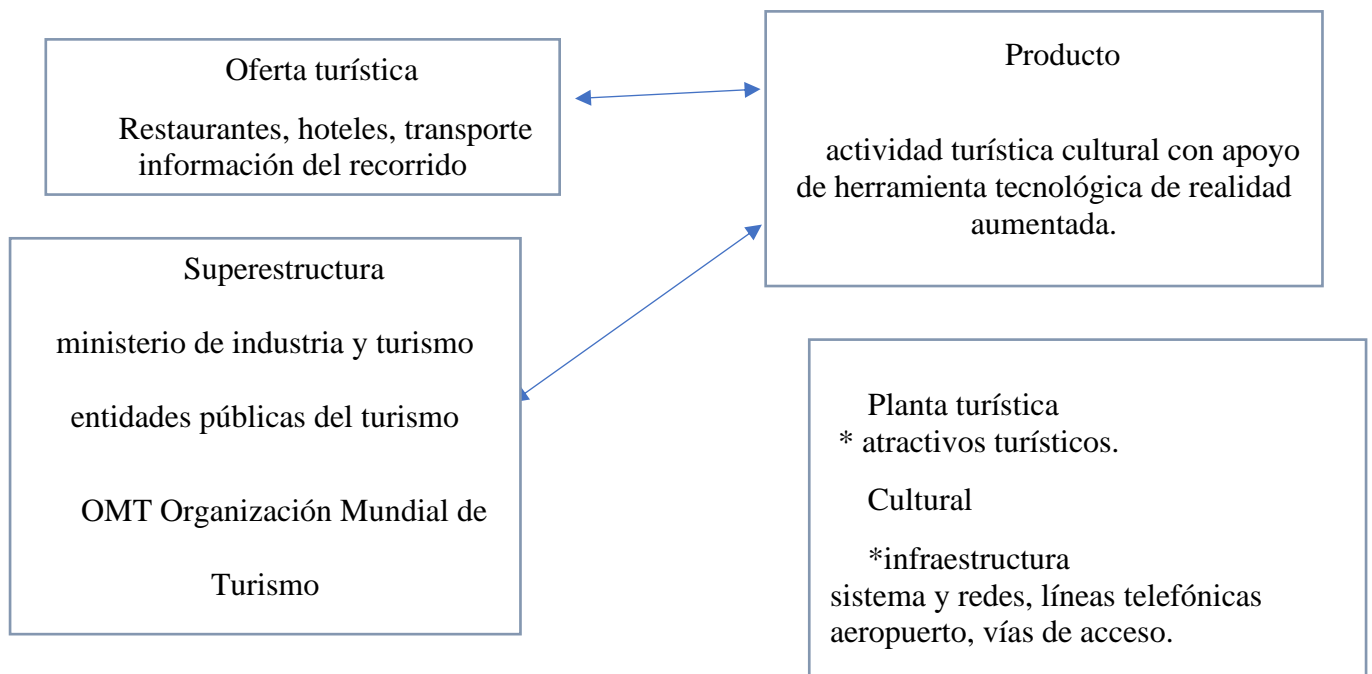 Oferta turística
Restaurantes, hoteles, transporte
información del recorrido
Producto
actividad turística cultural con apoyo
de herramienta tecnológica de realidad
aumentada.
Superestructura
ministerio de industria y turismo
entidades públicas del turismo
OMT Organización Mundial de
Turismo
Planta turística
* atractivos turísticos.
Cultural
*infraestructura
sistema y redes, líneas telefónicas
aeropuerto, vías de acceso.